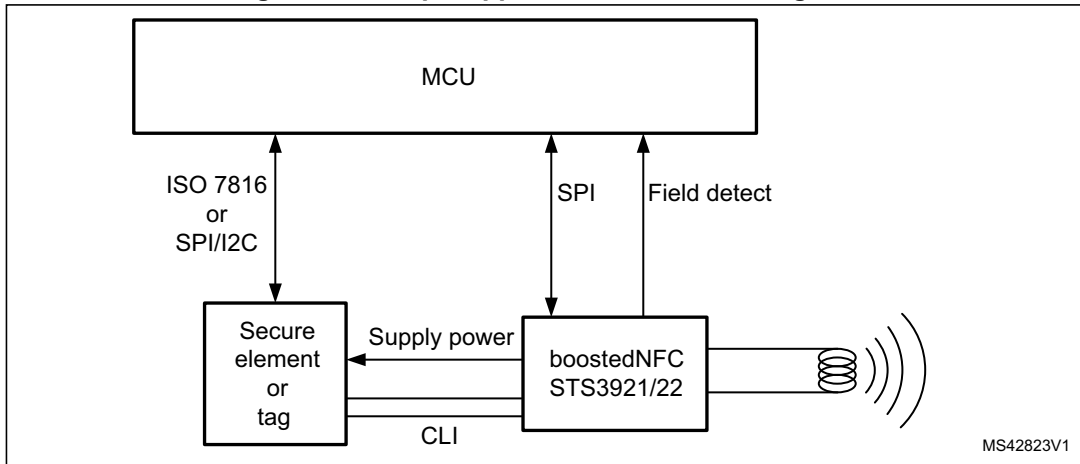 MCU
ISO 7816
or
SPI/I2C
SPI
Field detect
Secure
element
or
tag
Supply power
CLI
boostedNFC
STS3921/22
MS42823V1